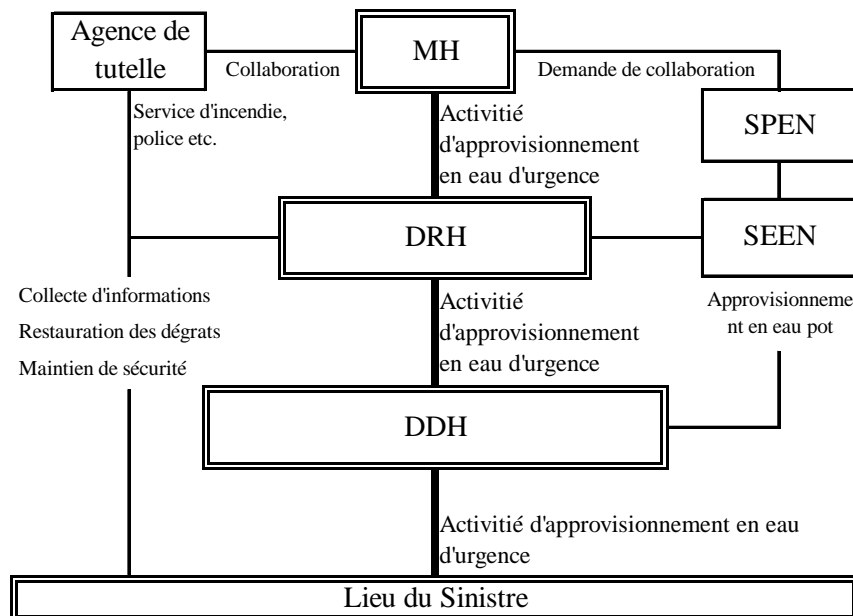 Agence de
tutelle
Collaboration
MH
Demande de collaboration
Service d'incendie,
police etc.
Activitié
d'approvisionnement
en eau d'urgence
SPEN
DRH
SEEN
Collecte d'informations
Restauration des dégrats
Maintien de sécurité
Activitié
d'approvisionnement
en eau d'urgence
Approvisionneme
nt en eau pot
DDH
Activitié d'approvisionnement en eau
d'urgence
Lieu du Sinistre